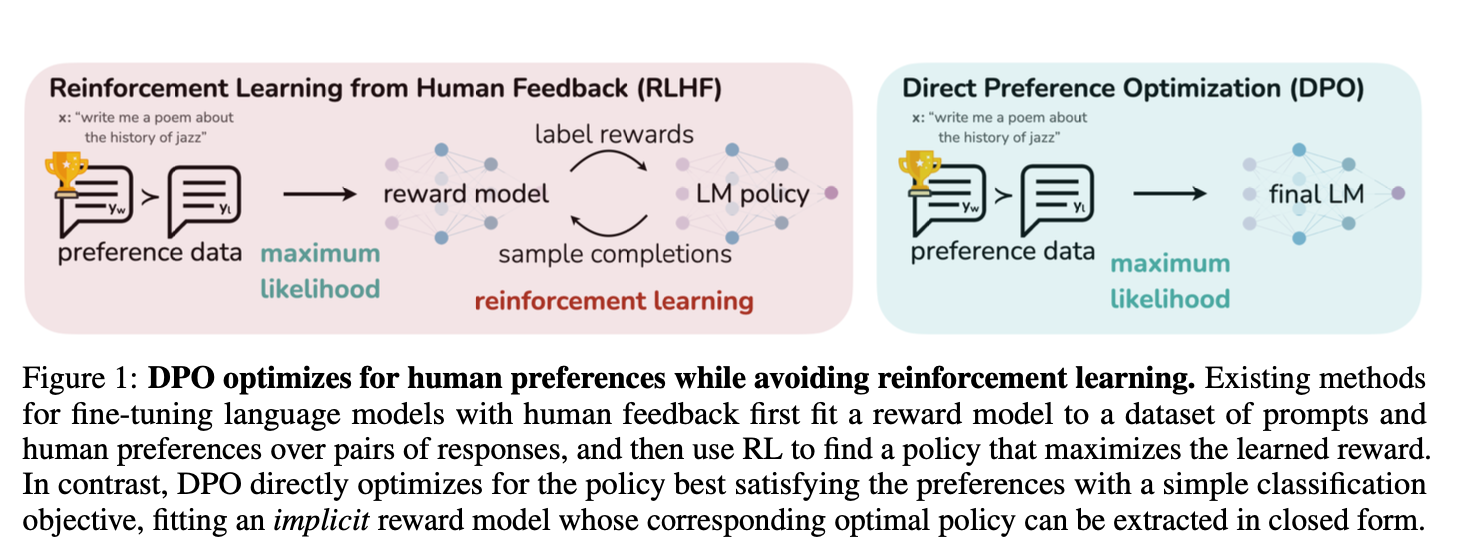 Reinforcement Learning from Human Feedback (RLHF)
x: "write me a poem about
the history of jazz"
label rewards
yw
>
yl
reward model
LM policy
preference data
maximum
likelihood
sample completions
reinforcement learning
Direct Preference Optimization (DPO)
x: "write me a poem about
the history of jazz"
yw
>
yl
final LM
preference data
maximum
likelihood
Figure 1: DPO optimizes for human preferences while avoiding reinforcement learning. Existing methods
for fine-tuning language models with human feedback first fit a reward model to a dataset of prompts and
human preferences over pairs of responses, and then use RL to find a policy that maximizes the learned reward.
In contrast, DPO directly optimizes for the policy best satisfying the preferences with a simple classification
objective, fitting an implicit reward model whose corresponding optimal policy can be extracted in closed form.